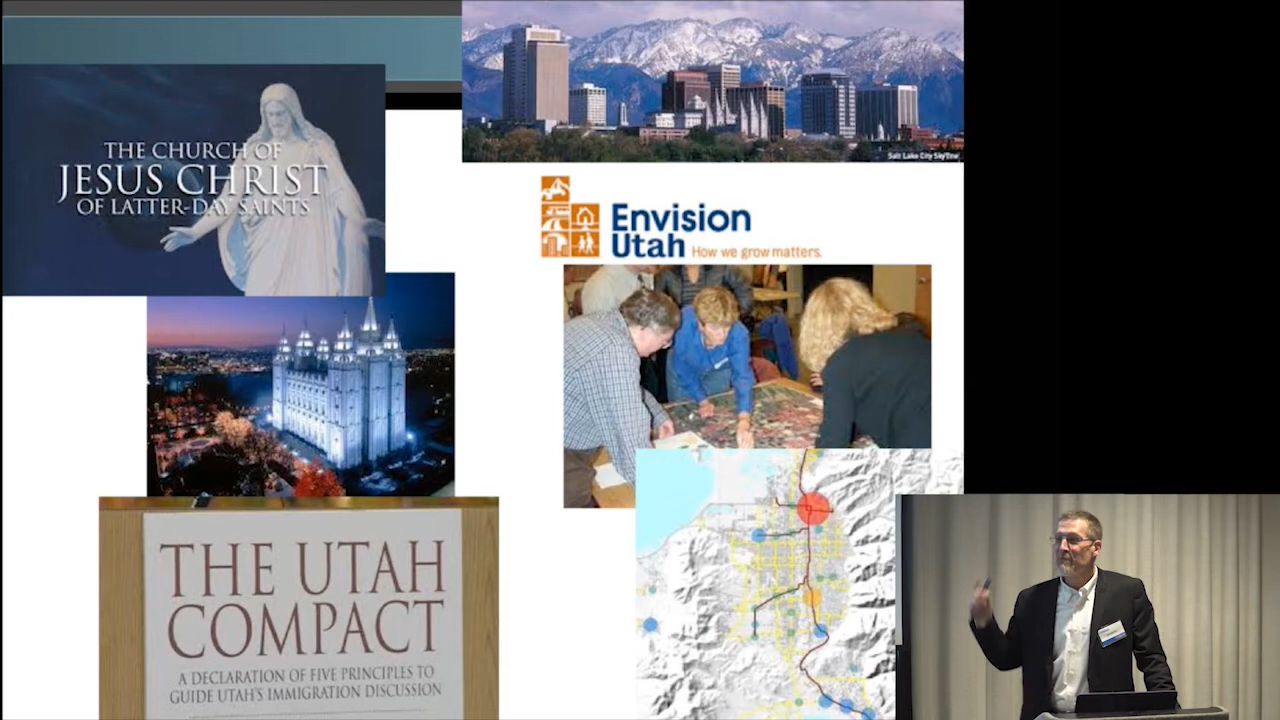 THE CHURCH OF
JESUS CHRIST
OF LATTER-DAY SAINTS
Salt Lake City Skyline
Envision
Utah How we grow matters.
THE UTAH
COMPACT
A DECLARATION OF FIVE PRINCIPLES TO
GUIDE UTAH'S IMMIGRATION DISCUSSION